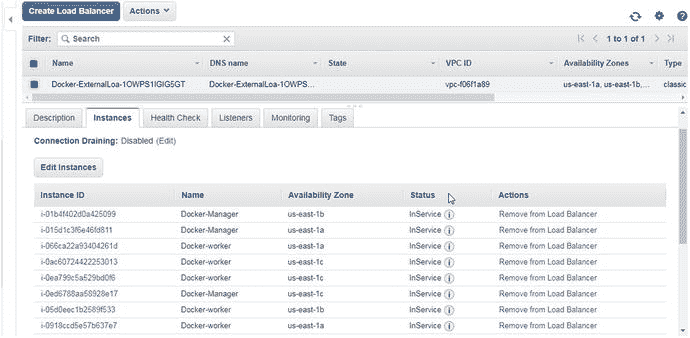 Create Load Balancer Actions
Filter: Search 1 to 1 of 1
Name DNS name State VPC ID Availability Zones Type
Docker-ExternalLoa-1OWPS1IGIG5GT Docker-ExternalLoa-1OWPS... vpc-f06f1a89 us-east-1a, us-east-1b,... classic
Description Instances Health Check Listeners Monitoring Tags
Connection Draining: Disabled (Edit)
Edit Instances
Instance ID Name Availability Zone Status Actions
i-01b4f402d0a425099 Docker-Manager us-east-1b InService Remove from Load Balancer
i-015d1c3f6e46fd811 Docker-Manager us-east-1a InService Remove from Load Balancer
i-066ca22a93404261d Docker-worker us-east-1a InService Remove from Load Balancer
i-0ac60724422253013 Docker-worker us-east-1c InService Remove from Load Balancer
i-0ea799c5a529bd0f6 Docker-worker us-east-1c InService Remove from Load Balancer
i-0ed6788aa58928e17 Docker-Manager us-east-1c InService Remove from Load Balancer
i-05d0eec1b2589f533 Docker-worker us-east-1b InService Remove from Load Balancer
i-0918ccd5e57b637e7 Docker-worker us-east-1a InService Remove from Load Balancer